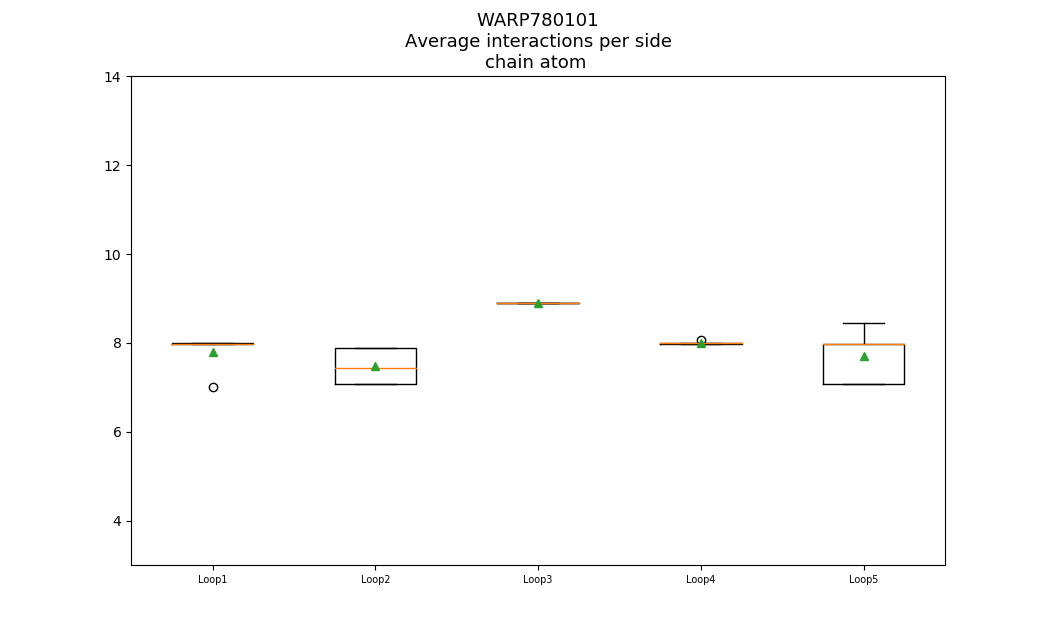 WARP780101
Average interactions per side
chain atom
14
12
10
8
6
4
Loop1
Loop2
Loop3
Loop4
Loop5